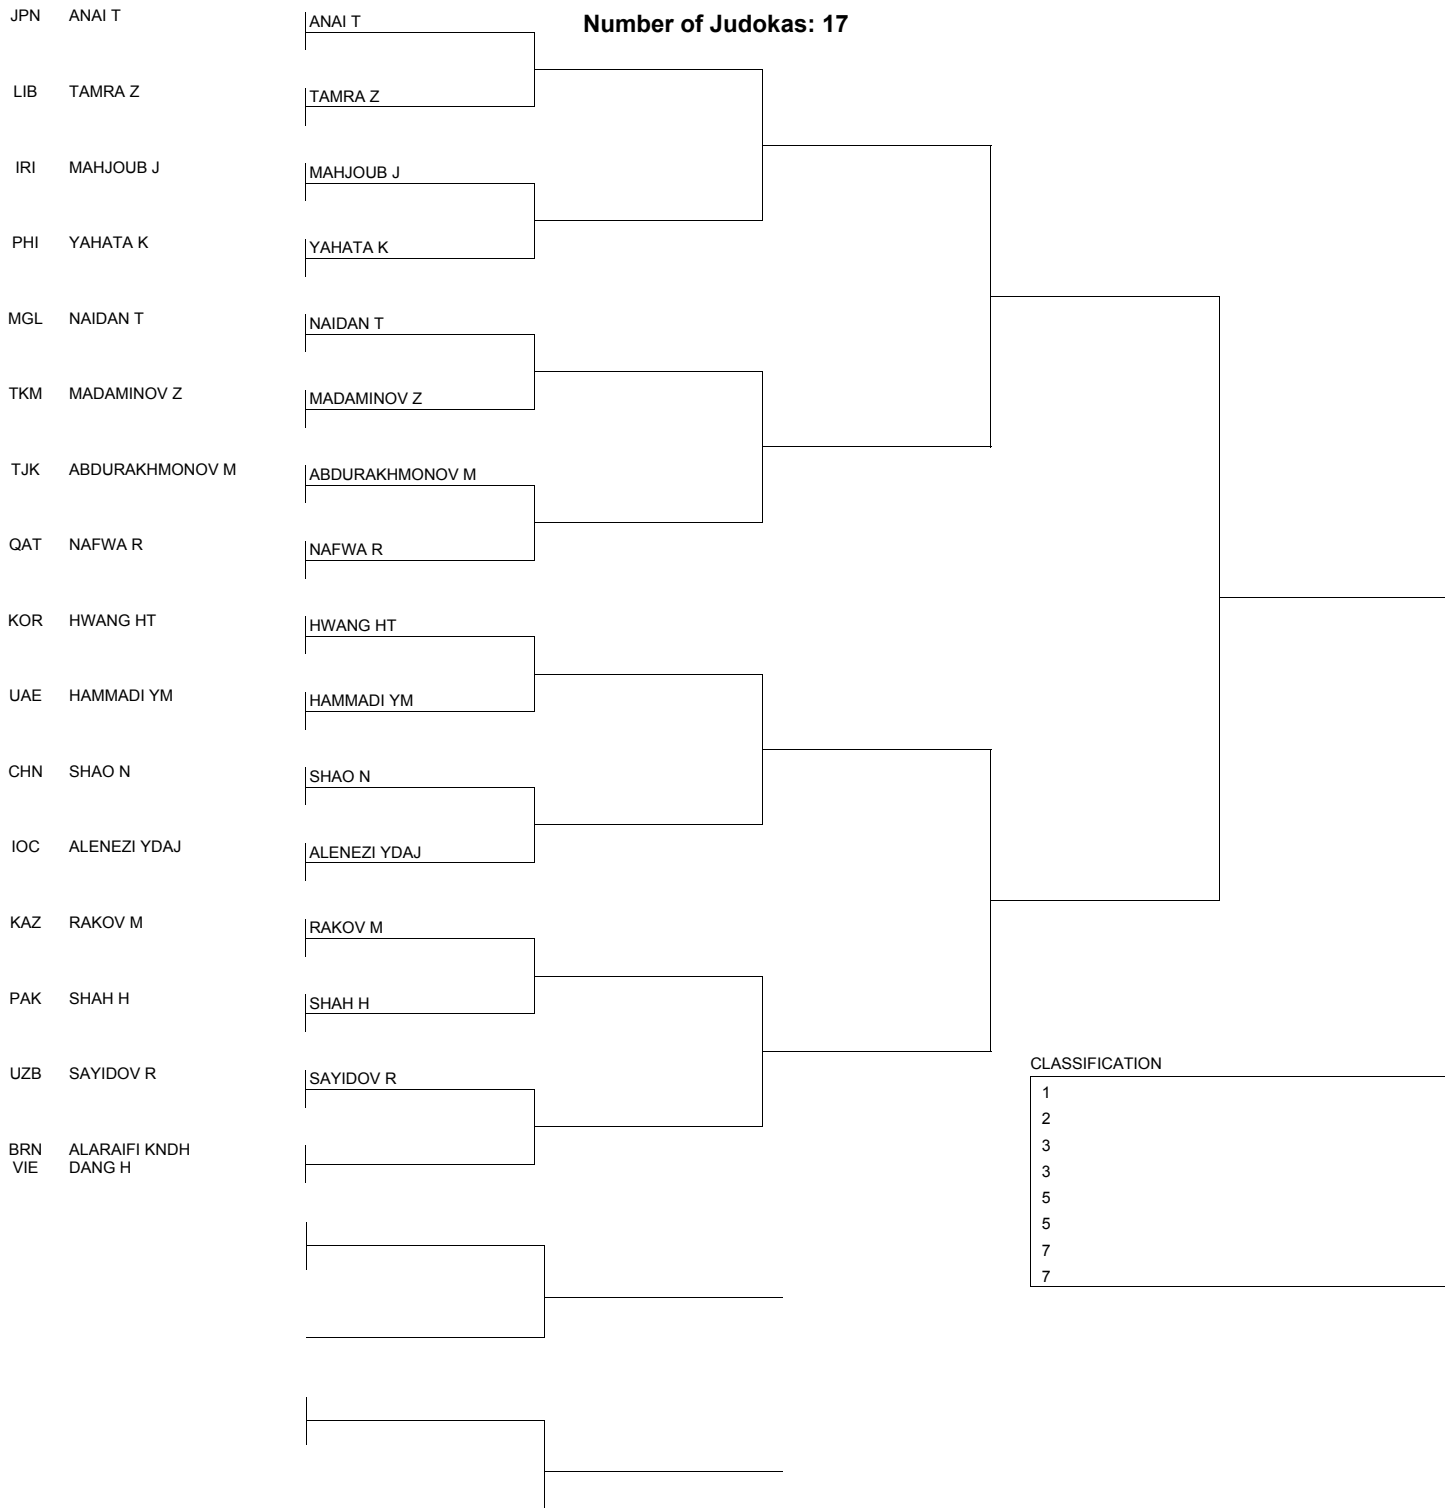 Number of Judokas: 17
JPN ANAI T
ANAI T
LIB TAMRA Z
TAMRA Z
IRI MAHJOUB J
MAHJOUB J
PHI YAHATA K
YAHATA K
MGL NAIDAN T
NAIDAN T
TKM MADAMINOV Z
MADAMINOV Z
TJK ABDURAKHMONOV M
ABDURAKHMONOV M
QAT NAFWA R
NAFWA R
KOR HWANG HT
HWANG HT
UAE HAMMADI YM
HAMMADI YM
CHN SHAO N
SHAO N
IOC ALENEZI YDAJ
ALENEZI YDAJ
KAZ RAKOV M
RAKOV M
PAK SHAH H
SHAH H
UZB SAYIDOV R
SAYIDOV R
BRN ALARAIFI KNDH
VIE DANG H
CLASSIFICATION
1
2
3
3
5
5
7
7